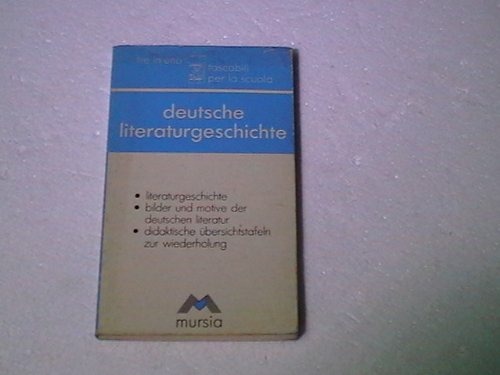 tre in uno
tascabili
per la scuola
deutsche
literaturgeschichte
• literaturgeschichte
• bilder und motive der
deutschen literatur
• didaktische übersichtstafeln
zur wiederholung
mursia